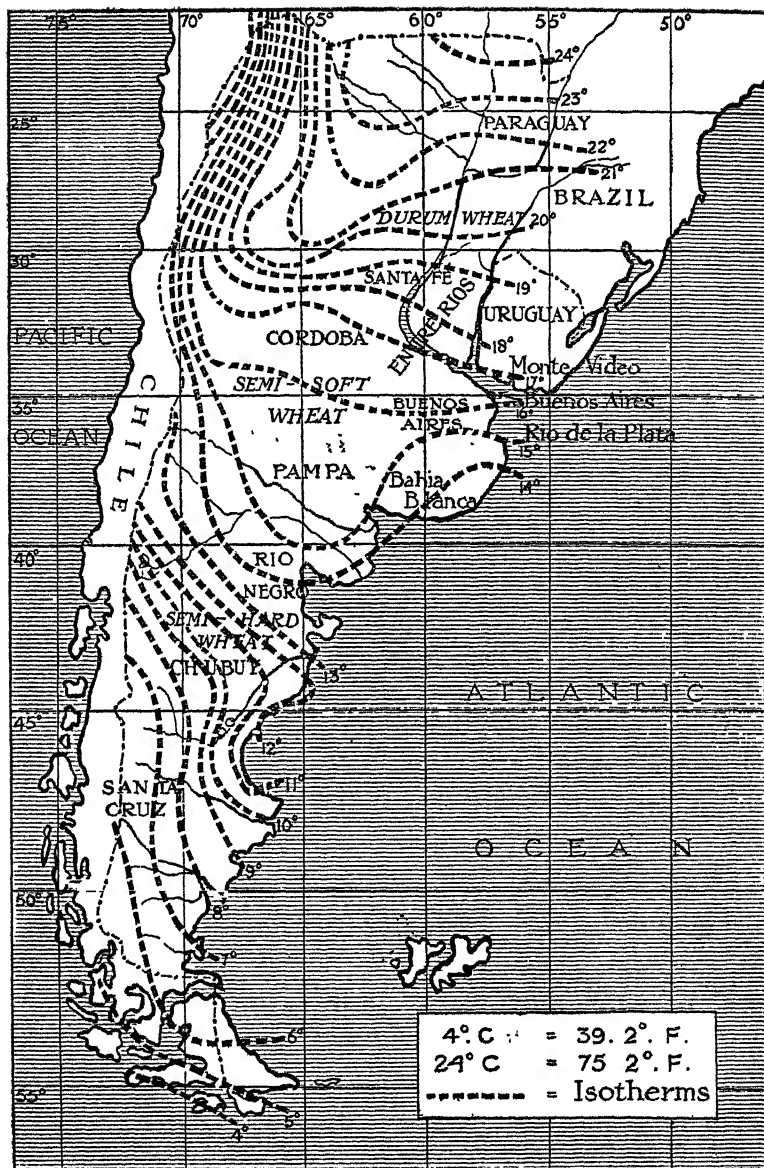 75° 70° 65° 60° 55° 50°
24°
23°
25°
PARAGUAY
22°
21°
BRAZIL
DURUM WHEAT 20°
30°
SANTA FÉ
19°
ENTRE RIOS
URUGUAY
PACIFIC
CORDOBA
18°
Monte-Video
17°
CHILE
SEMI-SOFT
35°
BUENOS
16°
Buenos Aires
WHEAT
AIRES
OCEAN
15°
Rio de la Plata
PAMPA
Bahia
Blanca
14°
40°
RIO
NEGRO
SEMI-HARD
WHEAT
CHUBUT
13°
ATLANTIC
45°
12°
11°
SANTA
CRUZ
10°
OCEAN
9°
50°
8°
7°
6°
4°. C = 39. 2°. F.
24° C = 75 2°. F.
= Isotherms
55°
5°
4°